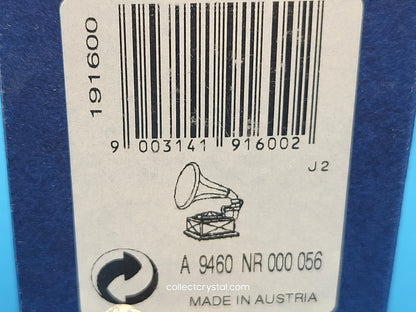 191600
9 003141 916002
J2
A 9460 NR 000 056
collectcrystal.com
MADE IN AUSTRIA